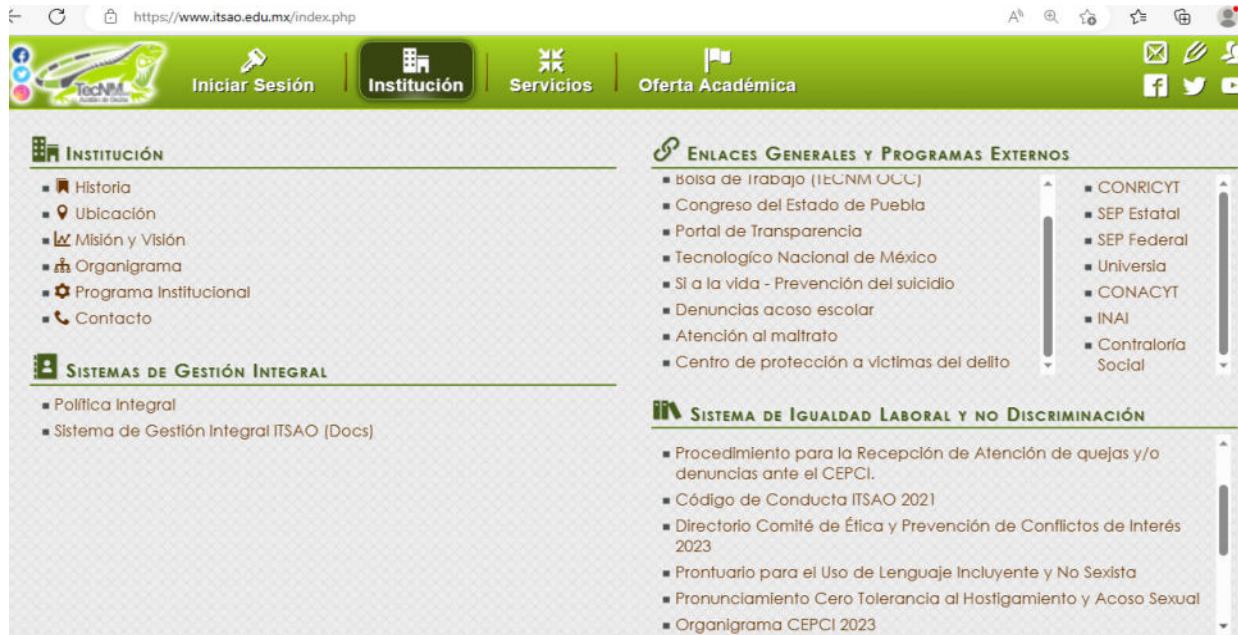 https://www.itsao.edu.mx/index.php
TecNM
Iniciar Sesión
Institución
Servicios
Oferta Académica
Institución
Historia
Ubicación
Misión y Visión
Organigrama
Programa Institucional
Contacto
Sistemas de Gestión Integral
Política Integral
Sistema de Gestión Integral ITSAO (Docs)
Enlaces Generales y Programas Externos
Bolsa de Trabajo (TECNM OCC)
Congreso del Estado de Puebla
Portal de Transparencia
Tecnologíco Nacional de México
Si a la vida - Prevención del suicidio
Denuncias acoso escolar
Atención al maltrato
Centro de protección a victimas del delito
CONRICYT
SEP Estatal
SEP Federal
Universia
CONACYT
INAI
Contraloría
Social
Sistema de Igualdad Laboral y no Discriminación
Procedimiento para la Recepción de Atención de quejas y/o
denuncias ante el CEPCI.
Código de Conducta ITSAO 2021
Directorio Comité de Ética y Prevención de Conflictos de Interés
2023
Prontuario para el Uso de Lenguaje Incluyente y No Sexista
Pronunciamiento Cero Tolerancia al Hostigamiento y Acoso Sexual
Organigrama CEPCI 2023